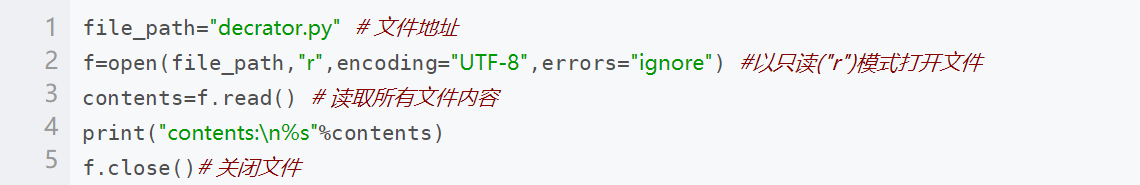 1 file_path="decrator.py" # 文件地址
2 f=open(file_path,"r",encoding="UTF-8",errors="ignore") #以只读("r")模式打开文件
3 contents=f.read() # 读取所有文件内容
4 print("contents:\n%s"%contents)
5 f.close()# 关闭文件